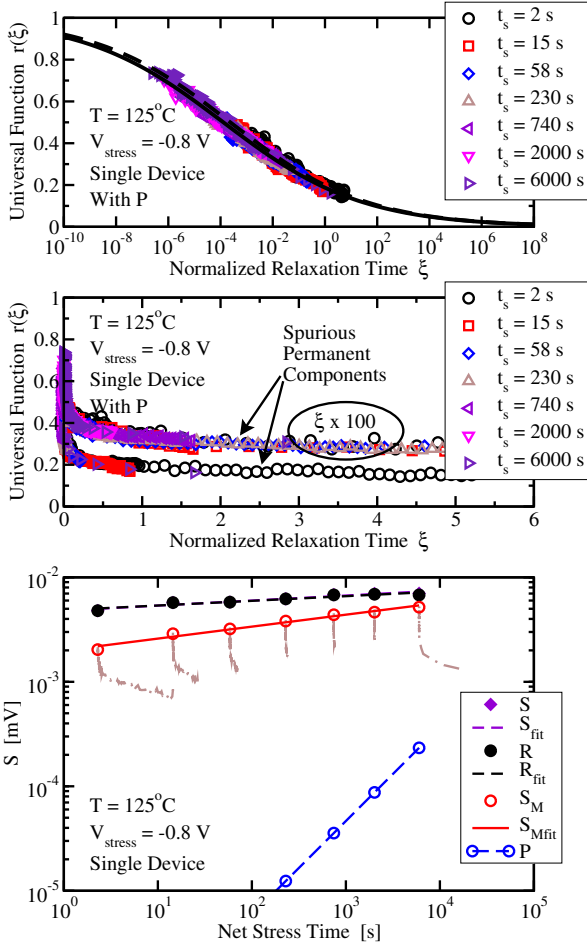 Universal Function r(ξ)
1
0.8
0.6
0.4
0.2
0
T = 125°C
V_stress = -0.8 V
Single Device
With P
10^-10
10^-8
10^-6
10^-4
10^-2
10^0
10^2
10^4
10^6
10^8
Normalized Relaxation Time ξ
t_s = 2 s
t_s = 15 s
t_s = 58 s
t_s = 230 s
t_s = 740 s
t_s = 2000 s
t_s = 6000 s
Universal Function r(ξ)
1
0.8
0.6
0.4
0.2
0
T = 125°C
V_stress = -0.8 V
Single Device
With P
Spurious
Permanent
Components
ξ x 100
0
1
2
3
4
5
6
Normalized Relaxation Time ξ
t_s = 2 s
t_s = 15 s
t_s = 58 s
t_s = 230 s
t_s = 740 s
t_s = 2000 s
t_s = 6000 s
S [mV]
10^-2
10^-3
10^-4
10^-5
T = 125°C
V_stress = -0.8 V
Single Device
10^0
10^1
10^2
10^3
10^4
10^5
Net Stress Time [s]
S
S_fit
R
R_fit
S_M
S_Mfit
P